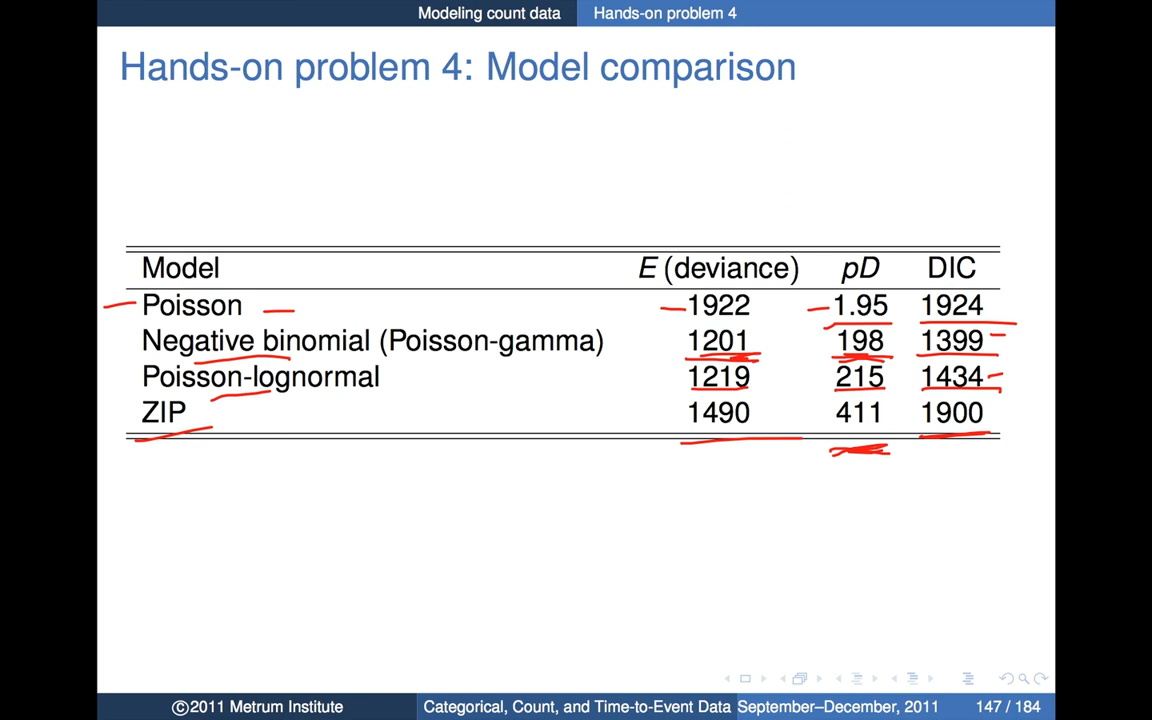 Modeling count data Hands-on problem 4
Hands-on problem 4: Model comparison
Model E (deviance) pD DIC
Poisson 1922 1.95 1924
Negative binomial (Poisson-gamma) 1201 198 1399
Poisson-lognormal 1219 215 1434
ZIP 1490 411 1900
©2011 Metrum Institute Categorical, Count, and Time-to-Event Data September–December, 2011 147 / 184